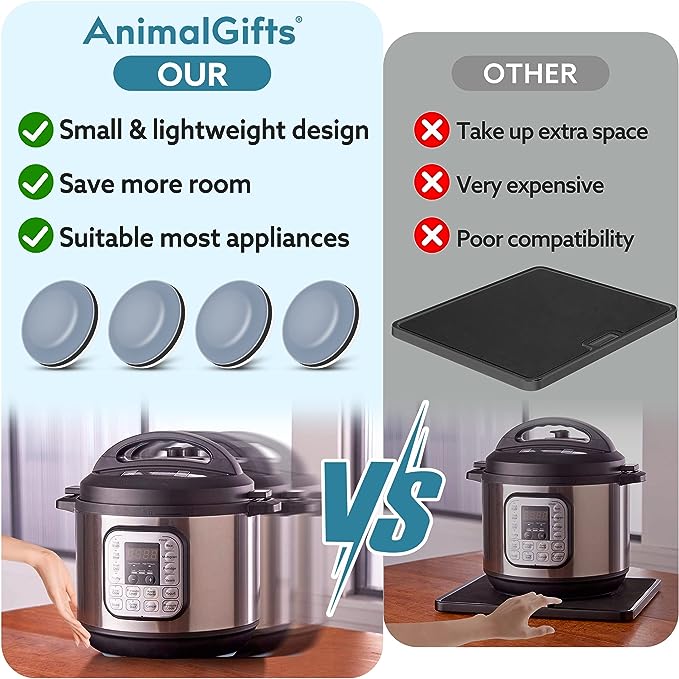 AnimalGifts®
OUR
Small & lightweight design
Save more room
Suitable most appliances
OTHER
Take up extra space
Very expensive
Poor compatibility
VS